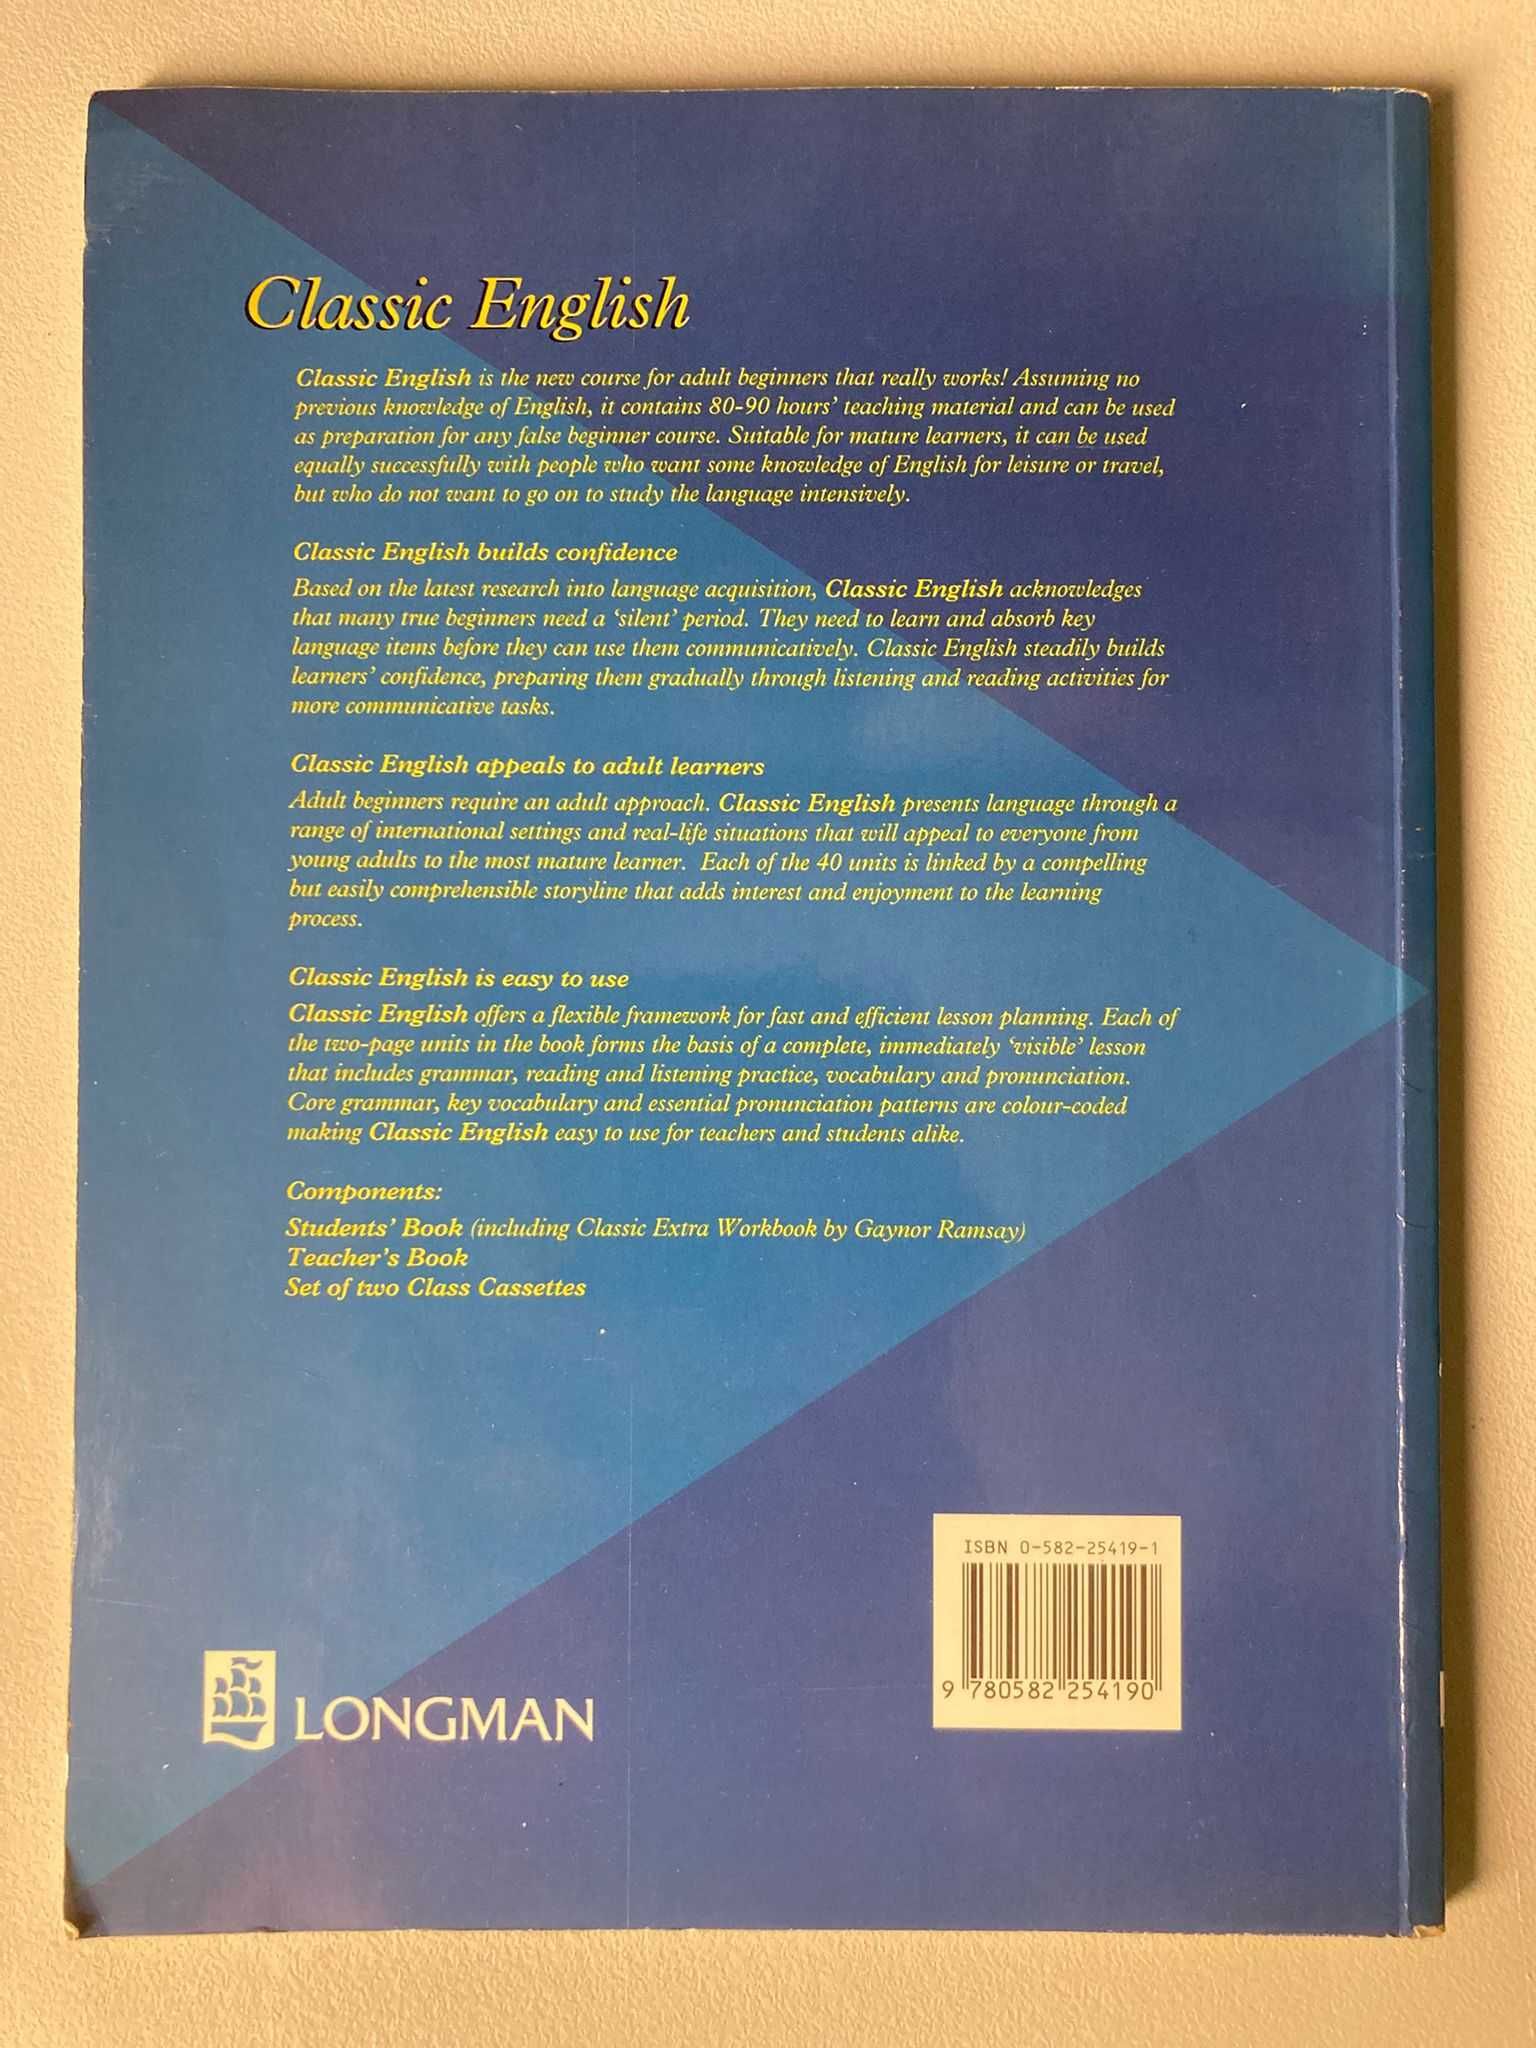 Classic English
Classic English is the new course for adult beginners that really works! Assuming no
previous knowledge of English, it contains 80-90 hours' teaching material and can be used
as preparation for any false beginner course. Suitable for mature learners, it can be used
equally successfully with people who want some knowledge of English for leisure or travel,
but who do not want to go on to study the language intensively.
Classic English builds confidence
Based on the latest research into language acquisition, Classic English acknowledges
that many true beginners need a 'silent' period. They need to learn and absorb key
language items before they can use them communicatively. Classic English steadily builds
learners' confidence, preparing them gradually through listening and reading activities for
more communicative tasks.
Classic English appeals to adult learners
Adult beginners require an adult approach. Classic English presents language through a
range of international settings and real-life situations that will appeal to everyone from
young adults to the most mature learner. Each of the 40 units is linked by a compelling
but easily comprehensible storyline that adds interest and enjoyment to the learning
process.
Classic English is easy to use
Classic English offers a flexible framework for fast and efficient lesson planning. Each of
the two-page units in the book forms the basis of a complete, immediately 'visible' lesson
that includes grammar, reading and listening practice, vocabulary and pronunciation.
Core grammar, key vocabulary and essential pronunciation patterns are colour-coded
making Classic English easy to use for teachers and students alike.
Components:
Students' Book (including Classic Extra Workbook by Gaynor Ramsay)
Teacher's Book
Set of two Class Cassettes
ISBN 0-582-25419-1
9 780582 254190
LONGMAN